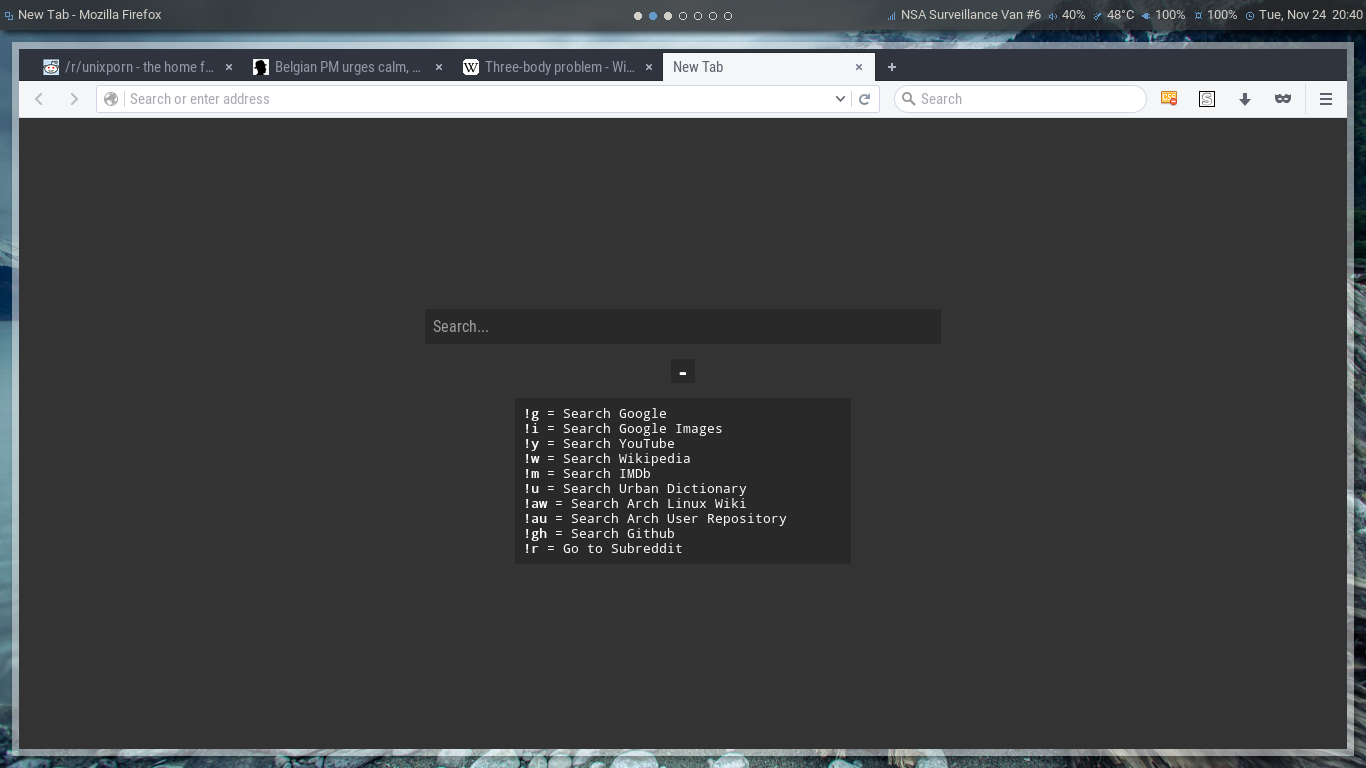 New Tab - Mozilla Firefox
NSA Surveillance Van #6 40% 48°C 100% 100% Tue, Nov 24 20:40
/r/unixporn - the home f... × Belgian PM urges calm, ... × W Three-body problem - Wi... × New Tab × +
Search or enter address
Search
S
Search...
-
!g = Search Google
!i = Search Google Images
!y = Search YouTube
!w = Search Wikipedia
!m = Search IMDb
!u = Search Urban Dictionary
!aw = Search Arch Linux Wiki
!au = Search Arch User Repository
!gh = Search Github
!r = Go to Subreddit